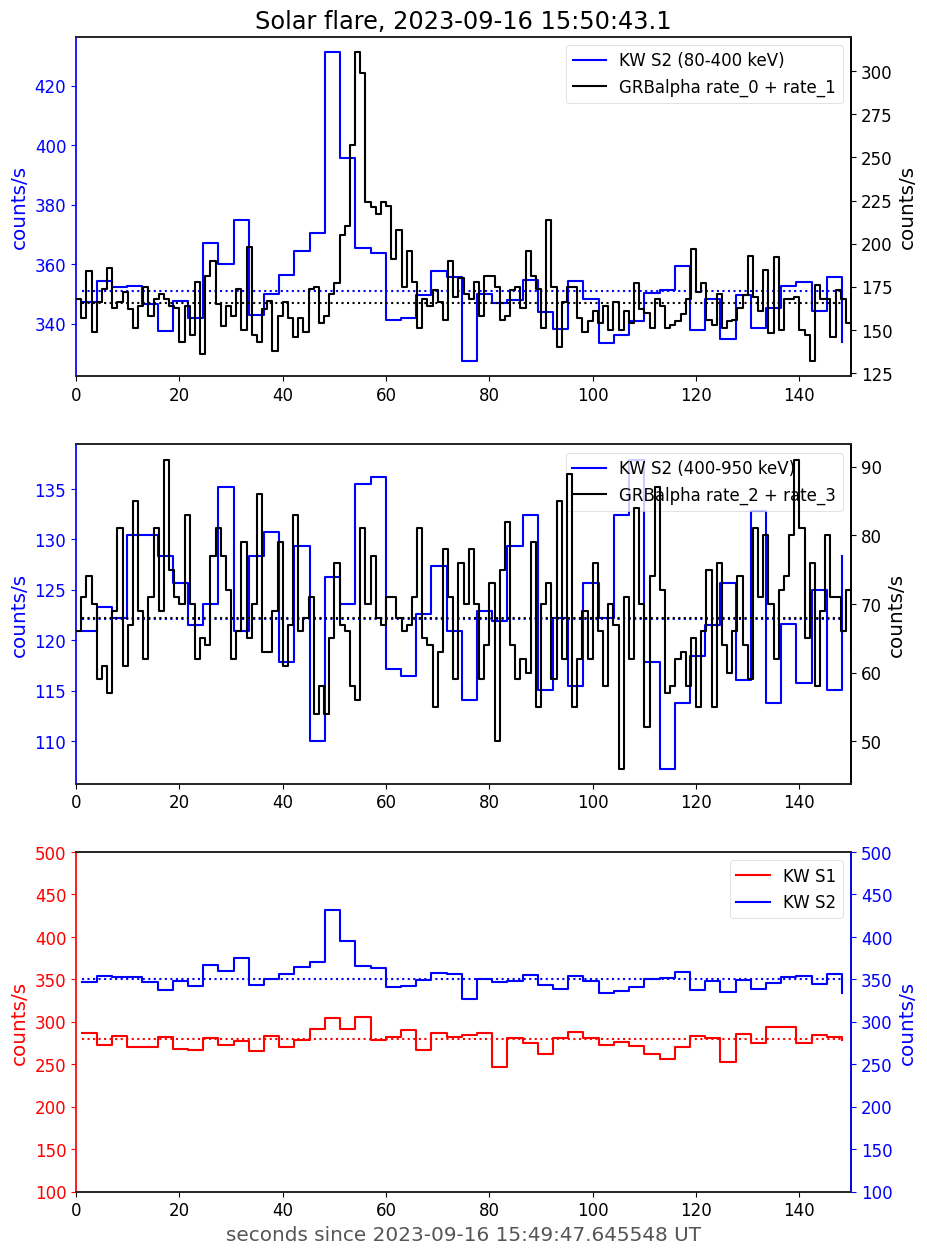 Solar flare, 2023-09-16 15:50:43.1
KW S2 (80-400 keV)
GRBalpha rate_0 + rate_1
420
400
380
360
340
counts/s
300
275
250
225
200
175
150
125
counts/s
0 20 40 60 80 100 120 140
KW S2 (400-950 keV)
GRBalpha rate_2 + rate_3
135
130
125
120
115
110
counts/s
90
80
70
60
50
counts/s
0 20 40 60 80 100 120 140
KW S1
KW S2
500
450
400
350
300
250
200
150
100
counts/s
500
450
400
350
300
250
200
150
100
counts/s
0 20 40 60 80 100 120 140
seconds since 2023-09-16 15:49:47.645548 UT